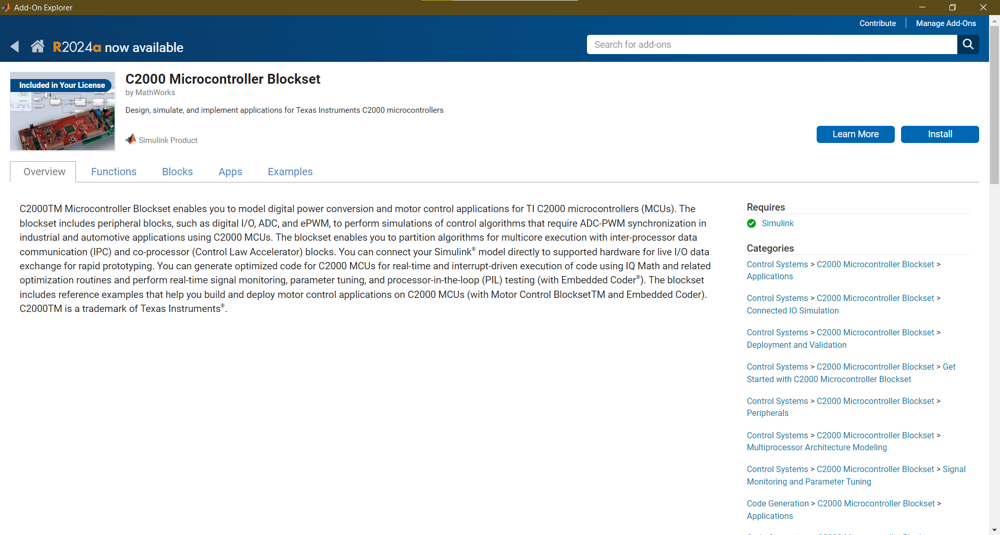 Add-On Explorer
Contribute
Manage Add-Ons
R2024a now available
Search for add-ons
Included in Your License
C2000 Microcontroller Blockset
by MathWorks
Design, simulate, and implement applications for Texas Instruments C2000 microcontrollers
Simulink Product
Learn More
Install
Overview
Functions
Blocks
Apps
Examples
C2000TM Microcontroller Blockset enables you to model digital power conversion and motor control applications for TI C2000 microcontrollers (MCUs). The
blockset includes peripheral blocks, such as digital I/O, ADC, and ePWM, to perform simulations of control algorithms that require ADC-PWM synchronization in
industrial and automotive applications using C2000 MCUs. The blockset enables you to partition algorithms for multicore execution with inter-processor data
communication (IPC) and co-processor (Control Law Accelerator) blocks. You can connect your Simulink® model directly to supported hardware for live I/O data
exchange for rapid prototyping. You can generate optimized code for C2000 MCUs for real-time and interrupt-driven execution of code using IQ Math and related
optimization routines and perform real-time signal monitoring, parameter tuning, and processor-in-the-loop (PIL) testing (with Embedded Coder®). The blockset
includes reference examples that help you build and deploy motor control applications on C2000 MCUs (with Motor Control BlocksetTM and Embedded Coder).
C2000TM is a trademark of Texas Instruments®.
Requires
Simulink
Categories
Control Systems > C2000 Microcontroller Blockset >
Applications
Control Systems > C2000 Microcontroller Blockset >
Connected IO Simulation
Control Systems > C2000 Microcontroller Blockset >
Deployment and Validation
Control Systems > C2000 Microcontroller Blockset > Get
Started with C2000 Microcontroller Blockset
Control Systems > C2000 Microcontroller Blockset >
Peripherals
Control Systems > C2000 Microcontroller Blockset >
Multiprocessor Architecture Modeling
Control Systems > C2000 Microcontroller Blockset > Signal
Monitoring and Parameter Tuning
Code Generation > C2000 Microcontroller Blockset >
Applications